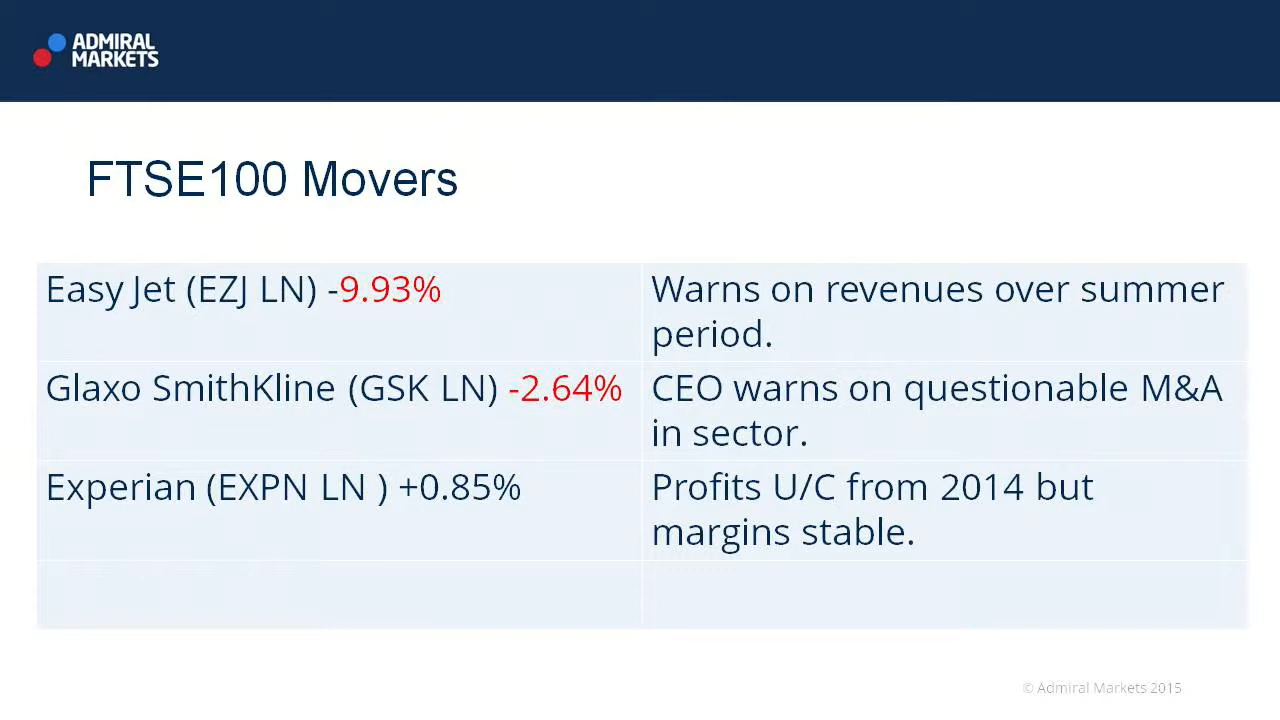 ADMIRAL
MARKETS
FTSE100 Movers
Easy Jet (EZJ LN) -9.93%
Warns on revenues over summer
period.
Glaxo SmithKline (GSK LN) -2.64%
CEO warns on questionable M&A
in sector.
Experian (EXPN LN ) +0.85%
Profits U/C from 2014 but
margins stable.
© Admiral Markets 2015